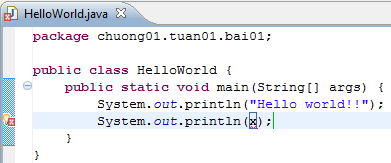 HelloWorld.java
package chuong01.tuan01.bai01;
public class HelloWorld {
public static void main(String[] args) {
System.out.println("Hello world!!");
System.out.println(x);
}
}